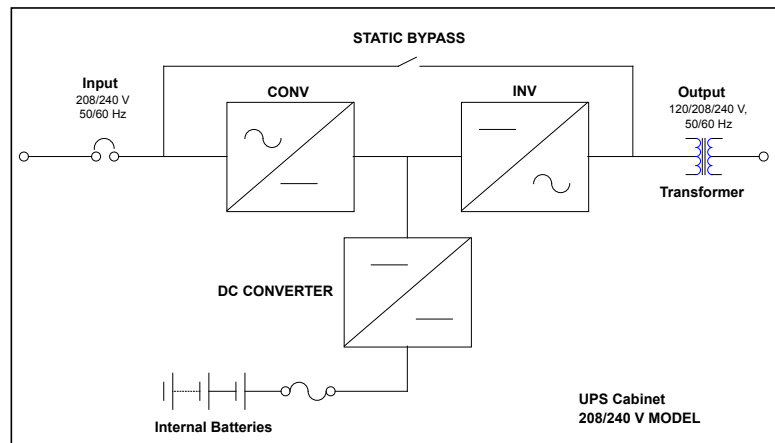 STATIC BYPASS
Input
208/240 V
50/60 Hz
CONV
INV
Output
120/208/240 V,
50/60 Hz
Transformer
DC CONVERTER
Internal Batteries
UPS Cabinet
208/240 V MODEL